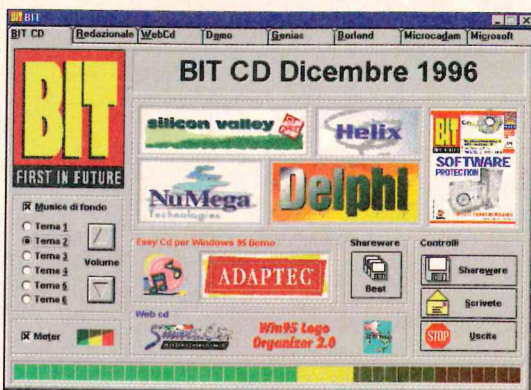 BIT
BIT CD Redazionale WebCd Demo Genias Borland Microcadam Microsoft
BIT
FIRST IN FUTURE
BIT CD Dicembre 1996
silicon valley
Helix
BIT
SOFTWARE
PROTECTION
NuMega
Technologies
Delphi
Musica di fondo
Tema 1
Tema 2
Tema 3
Tema 4
Tema 5
Tema 6
Volume
Easy Cd per Windows 95 Demo
ADAPTEC
Shareware
Best
Controlli
Shareware
Scrivete
STOP Uscita
Meter
Web cd
Win95 Logo
Organizer 2.0